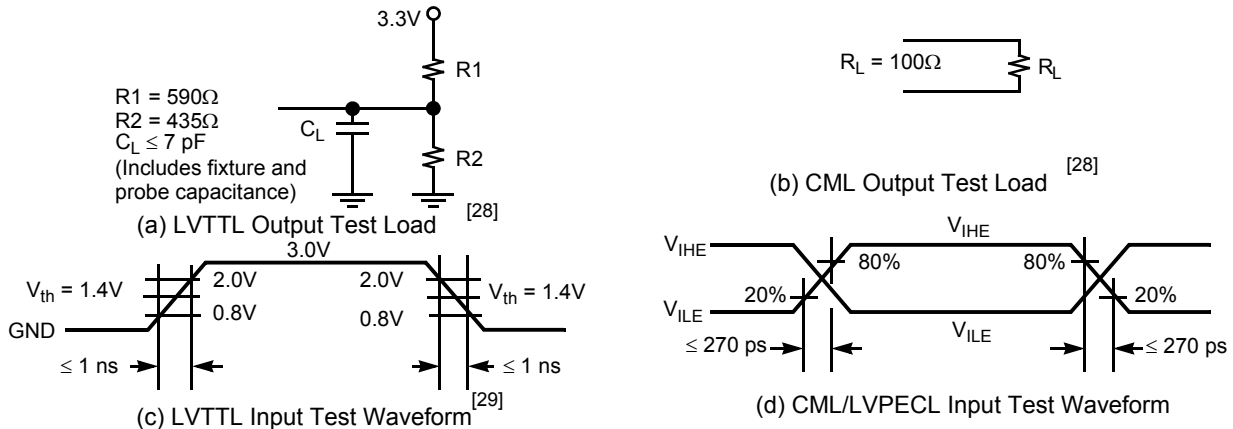 3.3V
R1
R1 = 590Ω
R2 = 435Ω
C_L ≤ 7 pF
(Includes fixture and
probe capacitance)
C_L
R2
(a) LVTTL Output Test Load [28]
R_L = 100Ω
R_L
(b) CML Output Test Load [28]
3.0V
V_th = 1.4V
2.0V
0.8V
2.0V
0.8V
V_th = 1.4V
GND
≤ 1 ns
≤ 1 ns
(c) LVTTL Input Test Waveform [29]
V_IHE
V_IHE
80%
80%
20%
20%
V_ILE
V_ILE
≤ 270 ps
≤ 270 ps
(d) CML/LVPECL Input Test Waveform